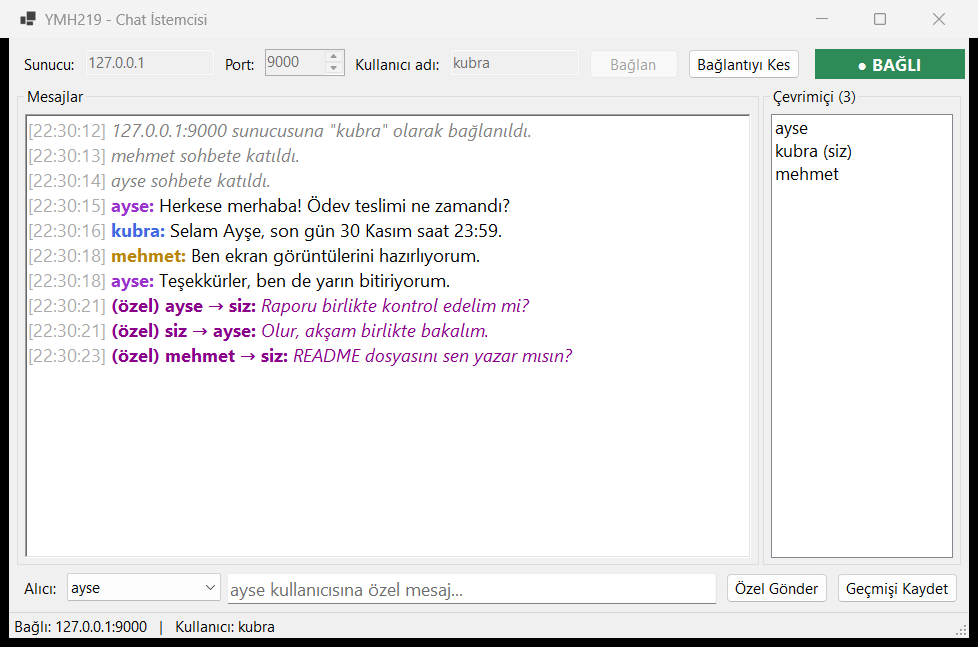 YMH219 - Chat İstemcisi
Sunucu: 127.0.0.1 Port: 9000 Kullanıcı adı: kubra Bağlan Bağlantıyı Kes ● BAĞLI
Mesajlar
Çevrimiçi (3)
[22:30:12] 127.0.0.1:9000 sunucusuna "kubra" olarak bağlanıldı.
[22:30:13] mehmet sohbete katıldı.
[22:30:14] ayse sohbete katıldı.
[22:30:15] ayse: Herkese merhaba! Ödev teslimi ne zamandı?
[22:30:16] kubra: Selam Ayşe, son gün 30 Kasım saat 23:59.
[22:30:18] mehmet: Ben ekran görüntülerini hazırlıyorum.
[22:30:18] ayse: Teşekkürler, ben de yarın bitiriyorum.
[22:30:21] (özel) ayse → siz: Raporu birlikte kontrol edelim mi?
[22:30:21] (özel) siz → ayse: Olur, akşam birlikte bakalım.
[22:30:23] (özel) mehmet → siz: README dosyasını sen yazar mısın?
ayse
kubra (siz)
mehmet
Alıcı: ayse ayse kullanıcısına özel mesaj... Özel Gönder Geçmişi Kaydet
Bağlı: 127.0.0.1:9000 | Kullanıcı: kubra